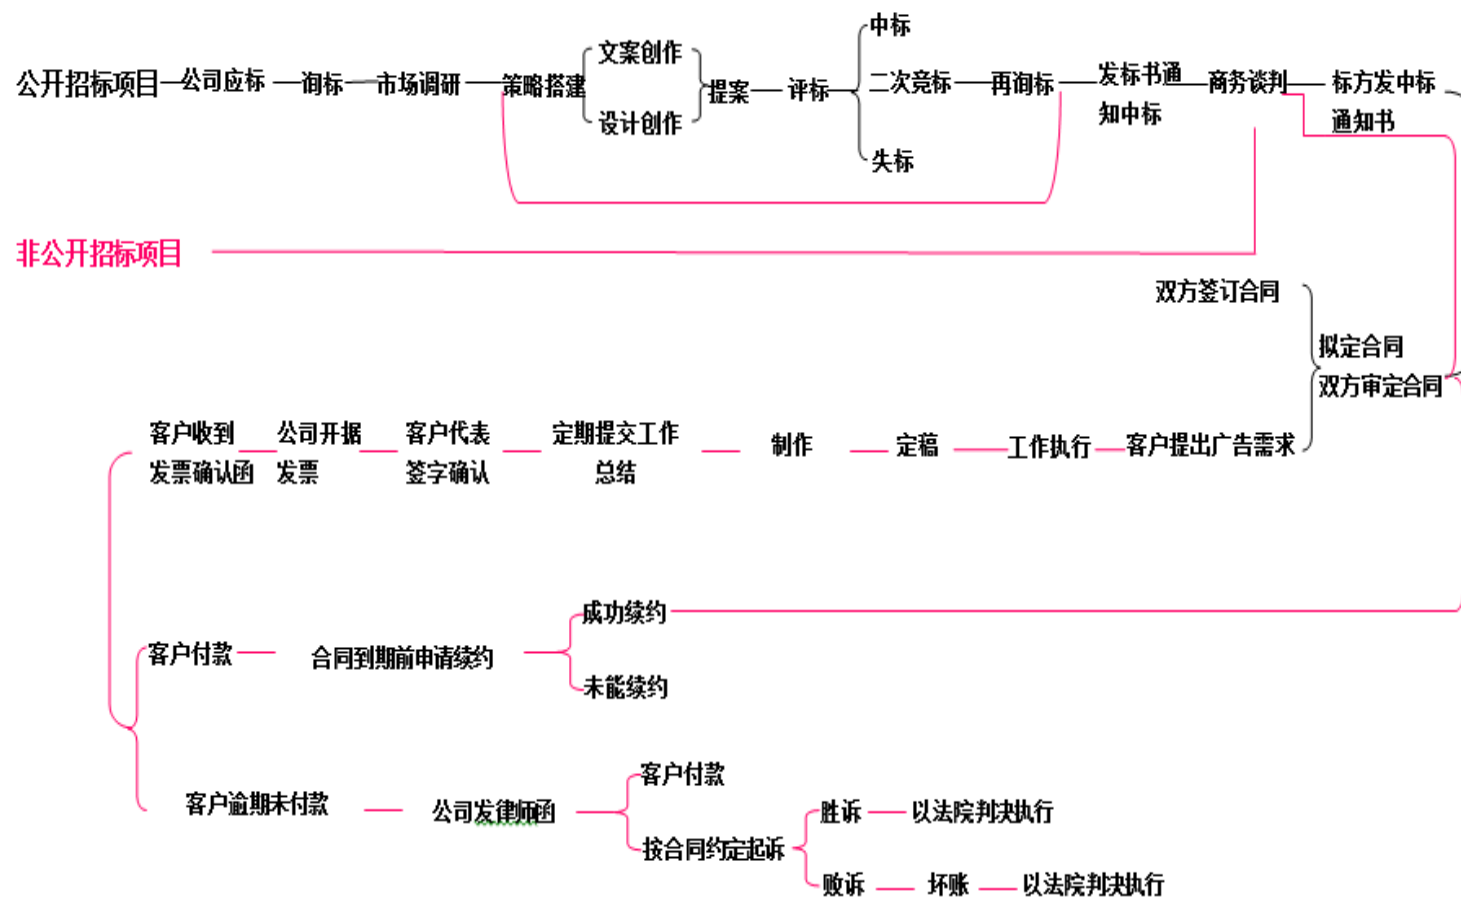 中标
文案创作
公开招标项目
公司应标
询标
市场调研
策略搭建
提案
评标
二次竞标
再询标
发标书通
知中标
商务谈判
标方发中标
通知书
设计创作
失标
非公开招标项目
双方签订合同
拟定合同
双方审定合同
客户收到
发票确认函
公司开据
发票
客户代表
签字确认
定期提交工作
总结
制作
定稿
工作执行
客户提出广告需求
成功续约
客户付款
合同到期前申请续约
未能续约
客户付款
客户逾期未付款
公司发律师函
胜诉
以法院判决执行
按合同约定起诉
败诉
坏账
以法院判决执行